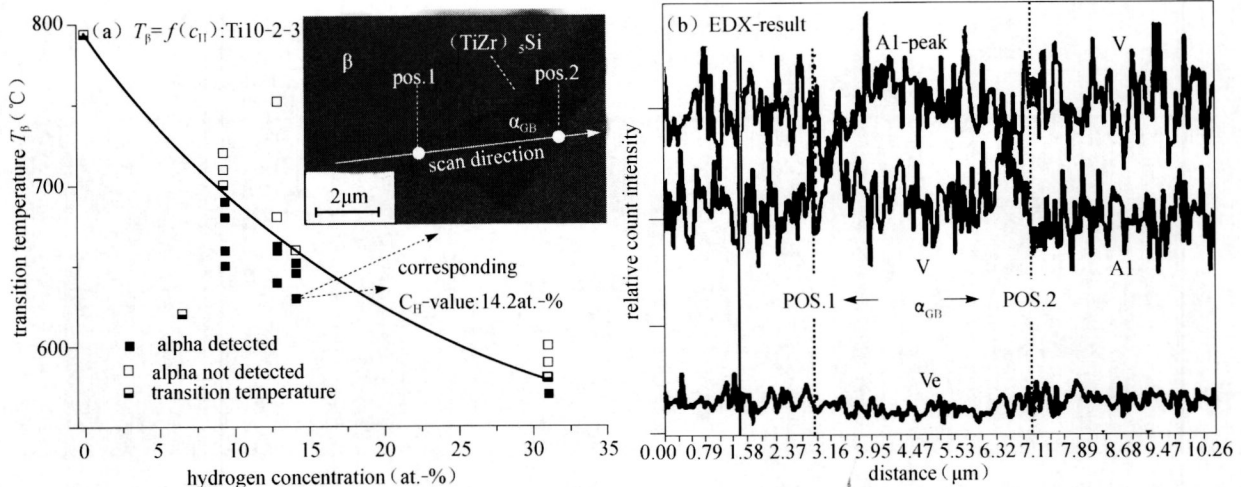 (a) Tβ=f(cH):Ti10-2-3
800
700
600
transition temperature Tβ(℃)
β
(TiZr)5Si
pos.1
pos.2
αGB
scan direction
2μm
corresponding
CH-value:14.2at.-%
alpha detected
alpha not detected
transition temperature
0 5 10 15 20 25 30 35
hydrogen concentration (at.-%)
(b) EDX-result
A1-peak
V
relative count intensity
V
A1
POS.1
αGB
POS.2
Ve
0.00 0.79 1.58 2.37 3.16 3.95 4.47 5.53 6.32 7.11 7.89 8.68 9.47 10.26
distance(μm)